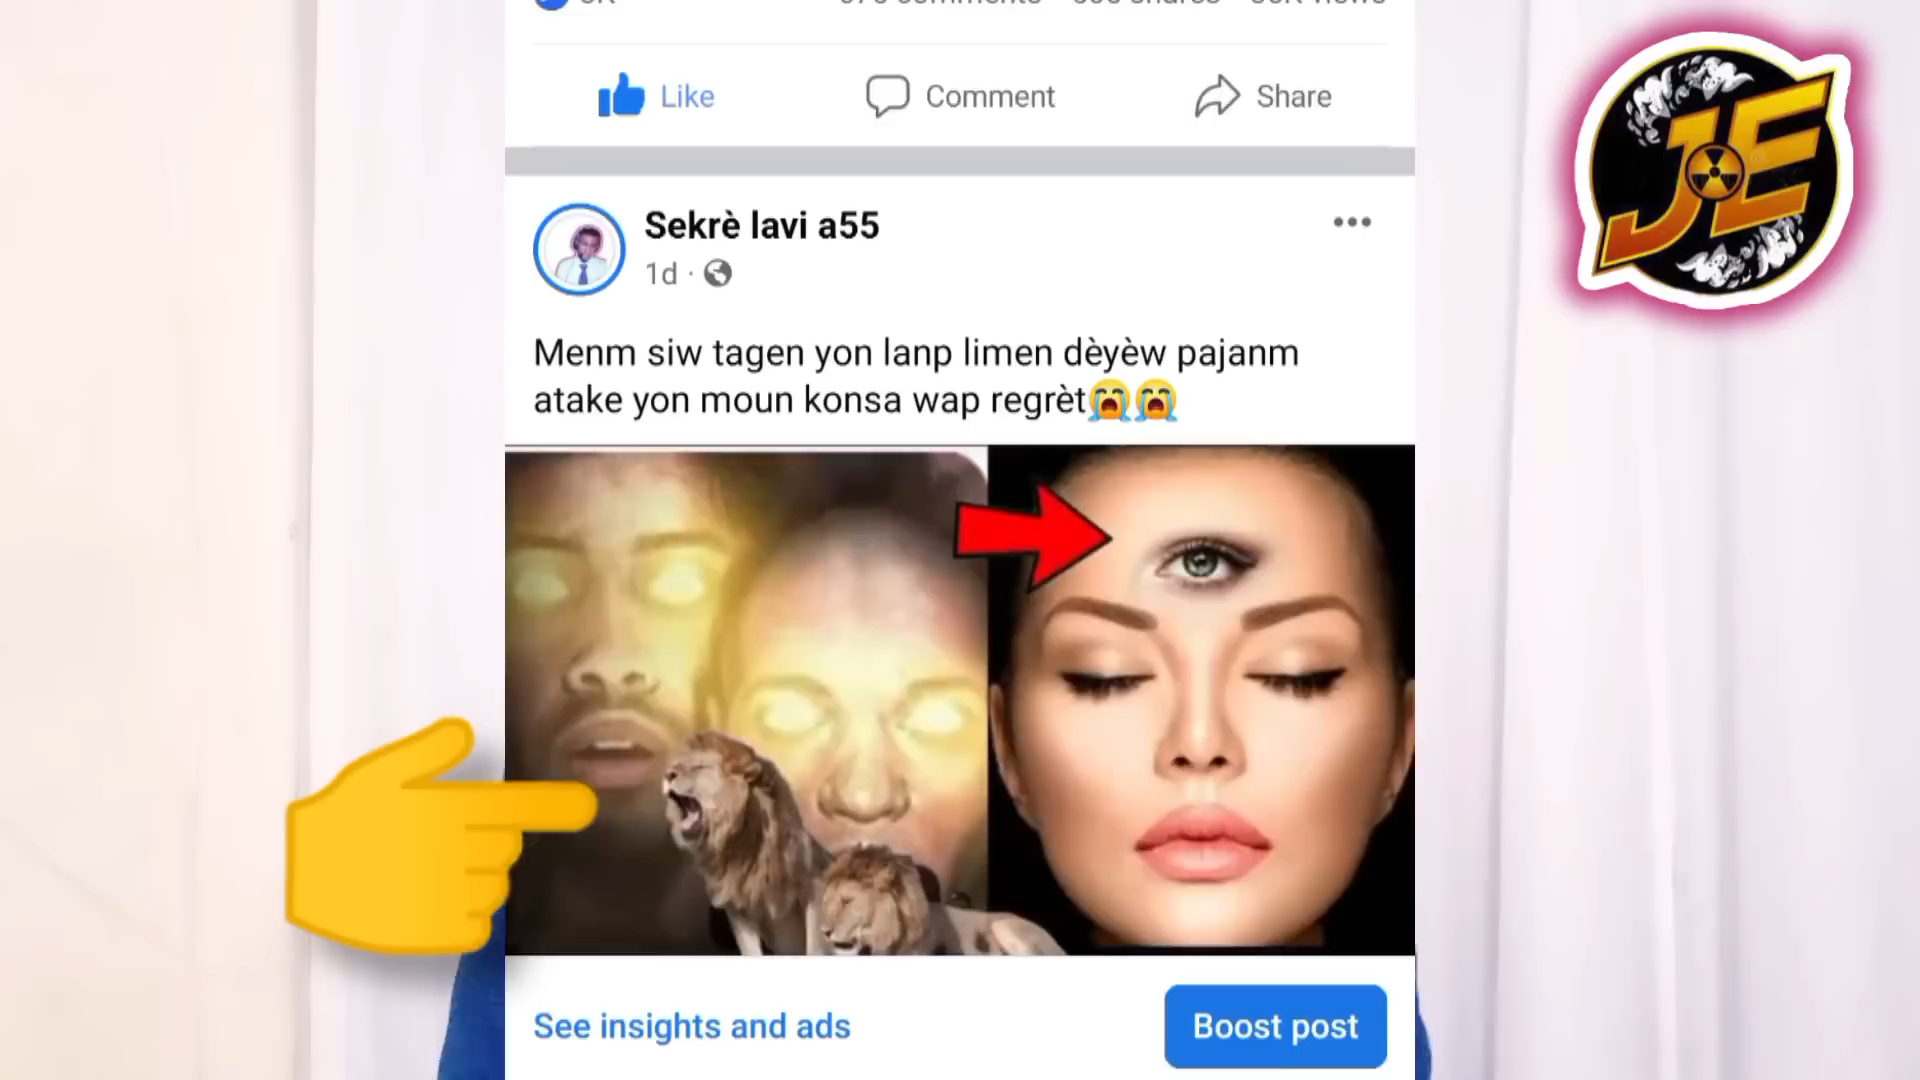 Like Comment Share
JE
Sekrè lavi a55
1d ·
Menm siw tagen yon lanp limen dèyèw pajanm
atake yon moun konsa wap regrèt😭😭
See insights and ads Boost post